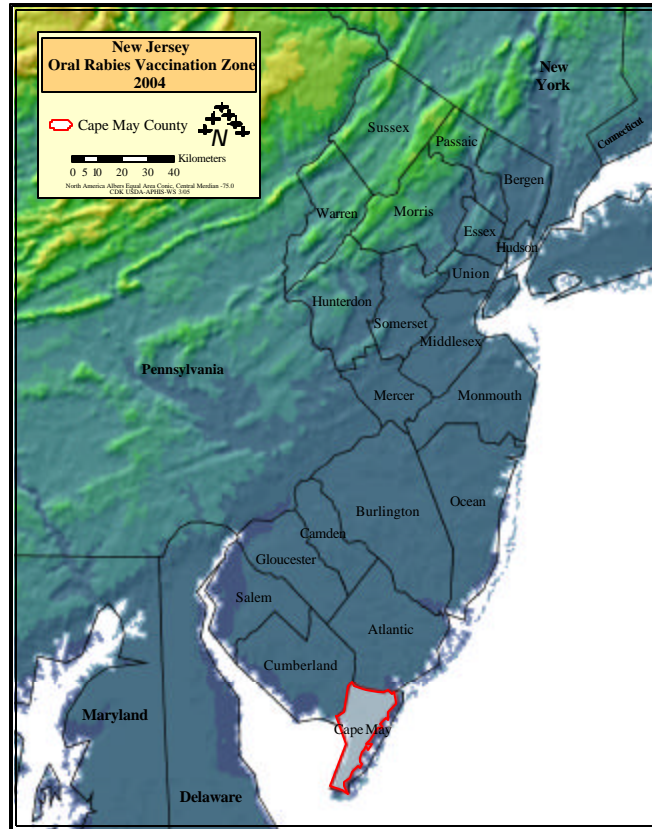 New Jersey
Oral Rabies Vaccination Zone
2004
Cape May County
N
0 5 10 20 30 40 Kilometers
North America Albers Equal Area Conic, Central Meridian -75.0
CDK USDA-APHIS-WS 3/05
New
York
Connecticut
Sussex
Passaic
Bergen
Warren
Morris
Essex
Hudson
Union
Hunterdon
Somerset
Middlesex
Pennsylvania
Mercer
Monmouth
Ocean
Burlington
Camden
Gloucester
Salem
Atlantic
Cumberland
Maryland
Cape May
Delaware